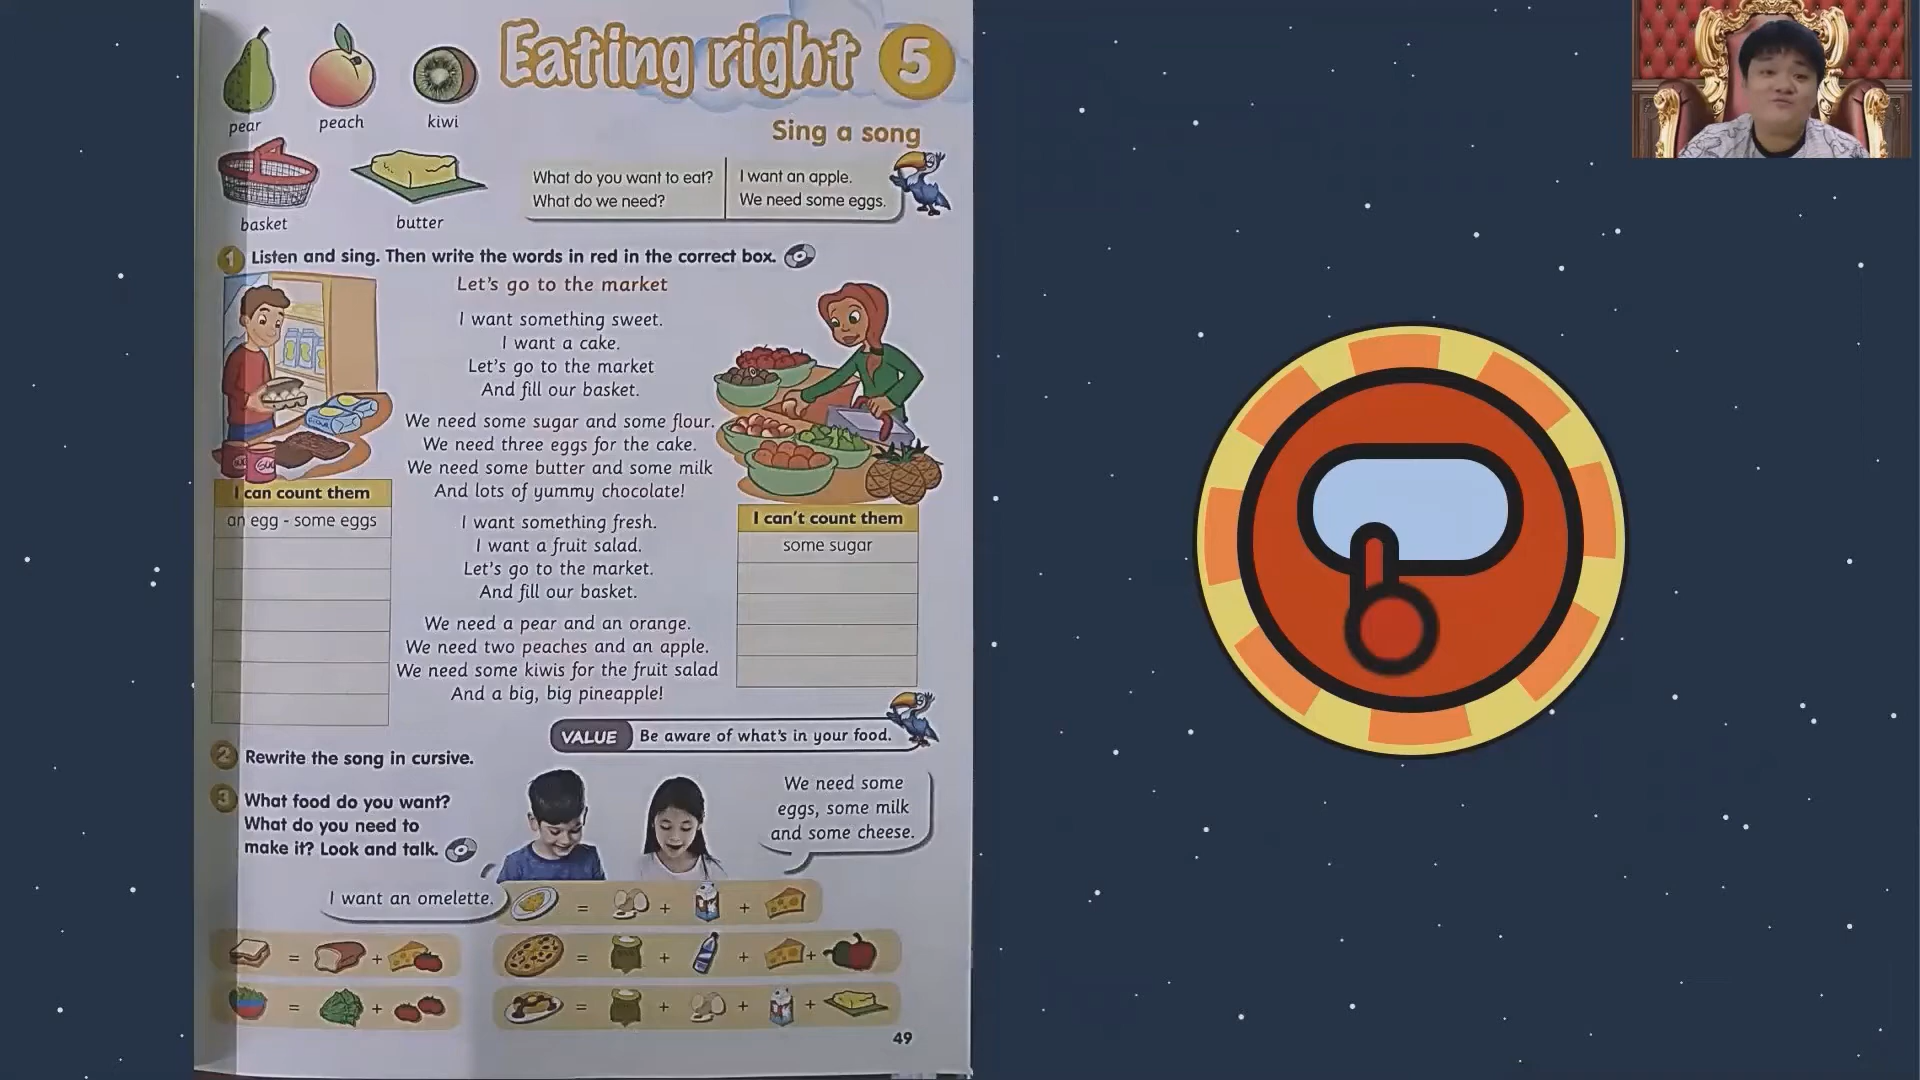 Eating right 5
pear
peach
kiwi
Sing a song
basket
butter
What do you want to eat?
What do we need?
I want an apple.
We need some eggs.
1 Listen and sing. Then write the words in red in the correct box.
Let's go to the market
I want something sweet.
I want a cake.
Let's go to the market
And fill our basket.
We need some sugar and some flour.
We need three eggs for the cake.
We need some butter and some milk
And lots of yummy chocolate!
I want something fresh.
I want a fruit salad.
Let's go to the market.
And fill our basket.
We need a pear and an orange.
We need two peaches and an apple.
We need some kiwis for the fruit salad
And a big, big pineapple!
I can count them
an egg - some eggs
I can't count them
some sugar
VALUE Be aware of what's in your food.
2 Rewrite the song in cursive.
3 What food do you want?
What do you need to
make it? Look and talk.
We need some
eggs, some milk
and some cheese.
I want an omelette.
= + +
= +
= + + +
= +
= + + +
49